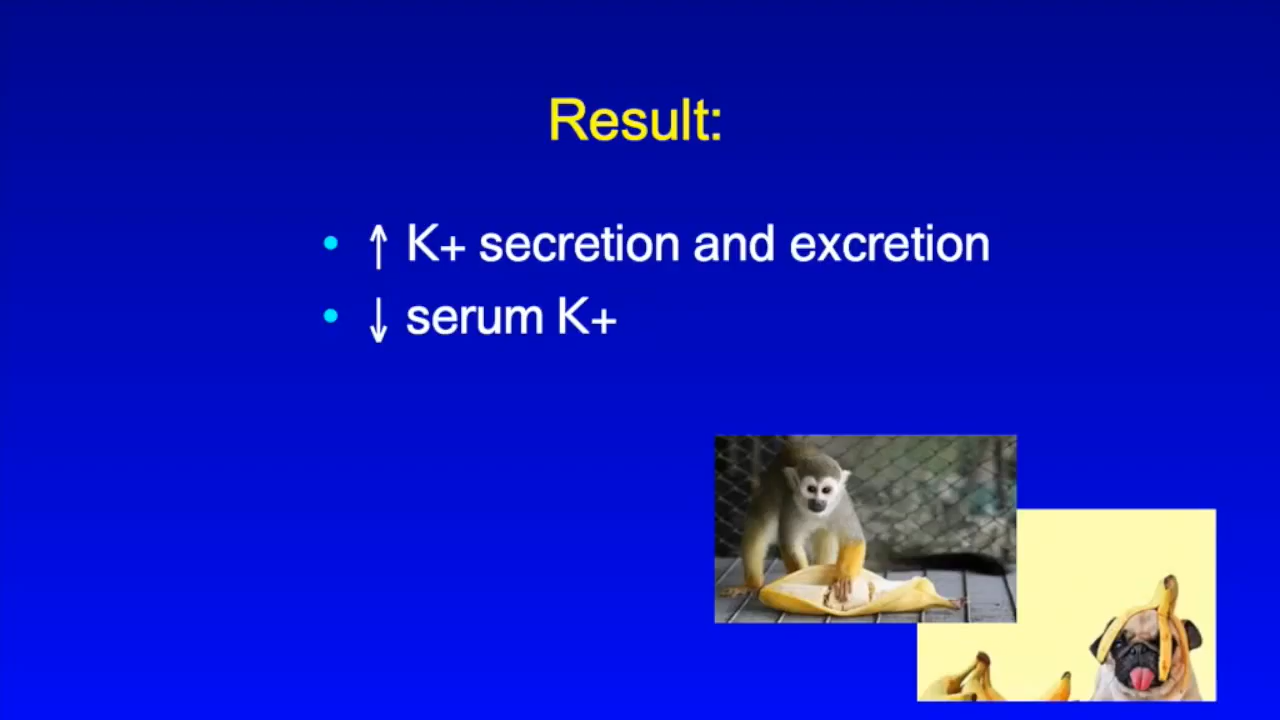 Result:
• ↑ K+ secretion and excretion
• ↓ serum K+